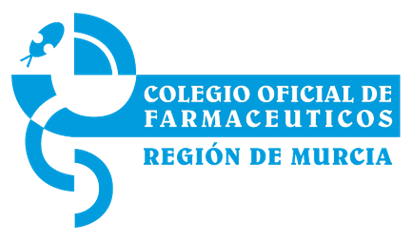 COLEGIO OFICIAL DE
FARMACEUTICOS
REGIÓN DE MURCIA